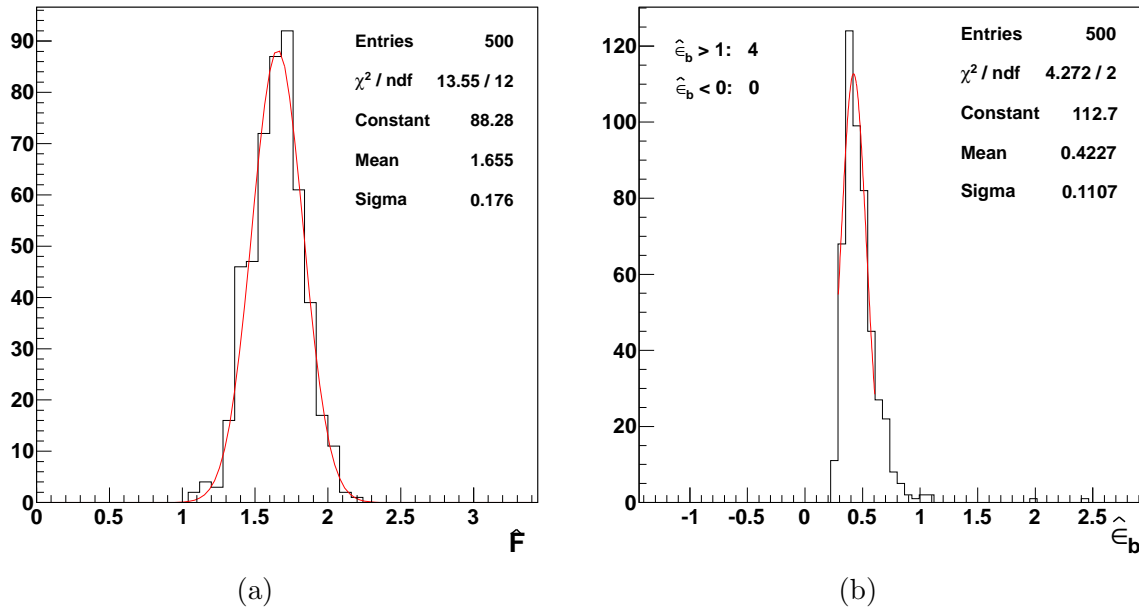 90
80
70
60
50
40
30
20
10
0
0 0.5 1 1.5 2 2.5 3
F̂
Entries 500
χ² / ndf 13.55 / 12
Constant 88.28
Mean 1.655
Sigma 0.176
(a)
120
100
80
60
40
20
0
-1 -0.5 0 0.5 1 1.5 2 2.5
ϵ̂_b
ϵ̂_b > 1: 4
ϵ̂_b < 0: 0
Entries 500
χ² / ndf 4.272 / 2
Constant 112.7
Mean 0.4227
Sigma 0.1107
(b)